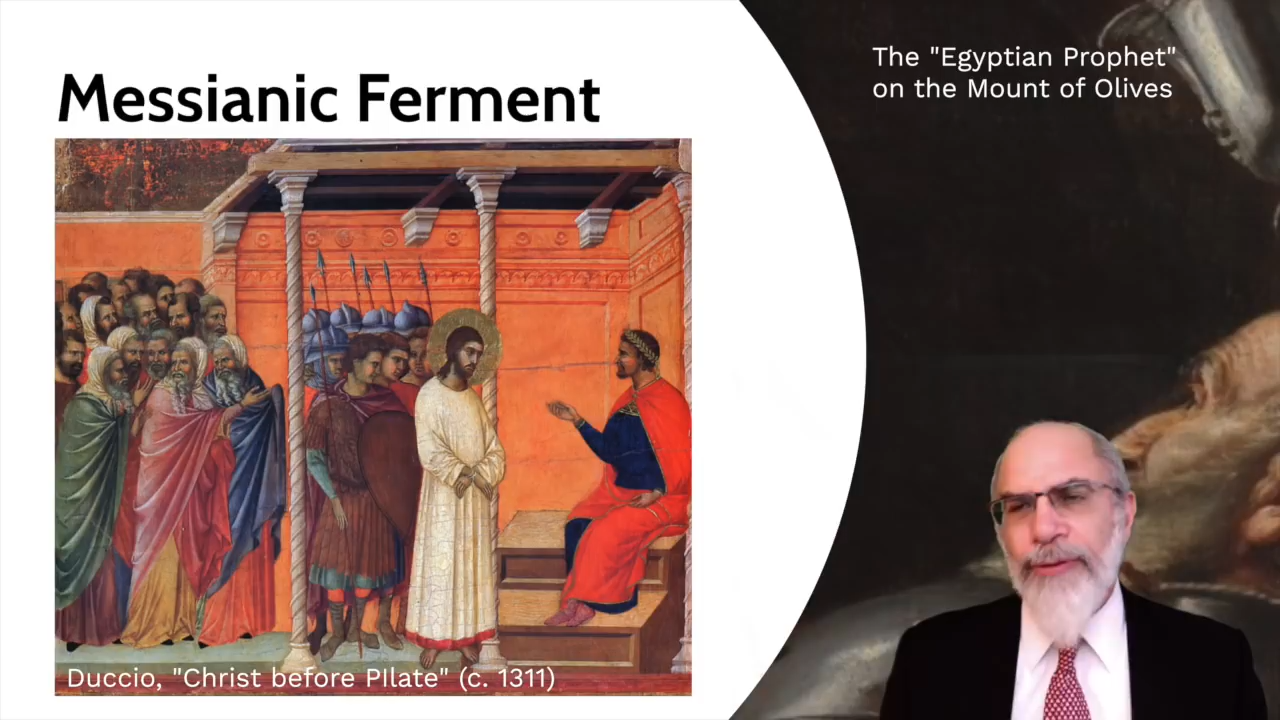 Messianic Ferment
Duccio, "Christ before PIlate" (c. 1311)
The "Egyptian Prophet"
on the Mount of Olives